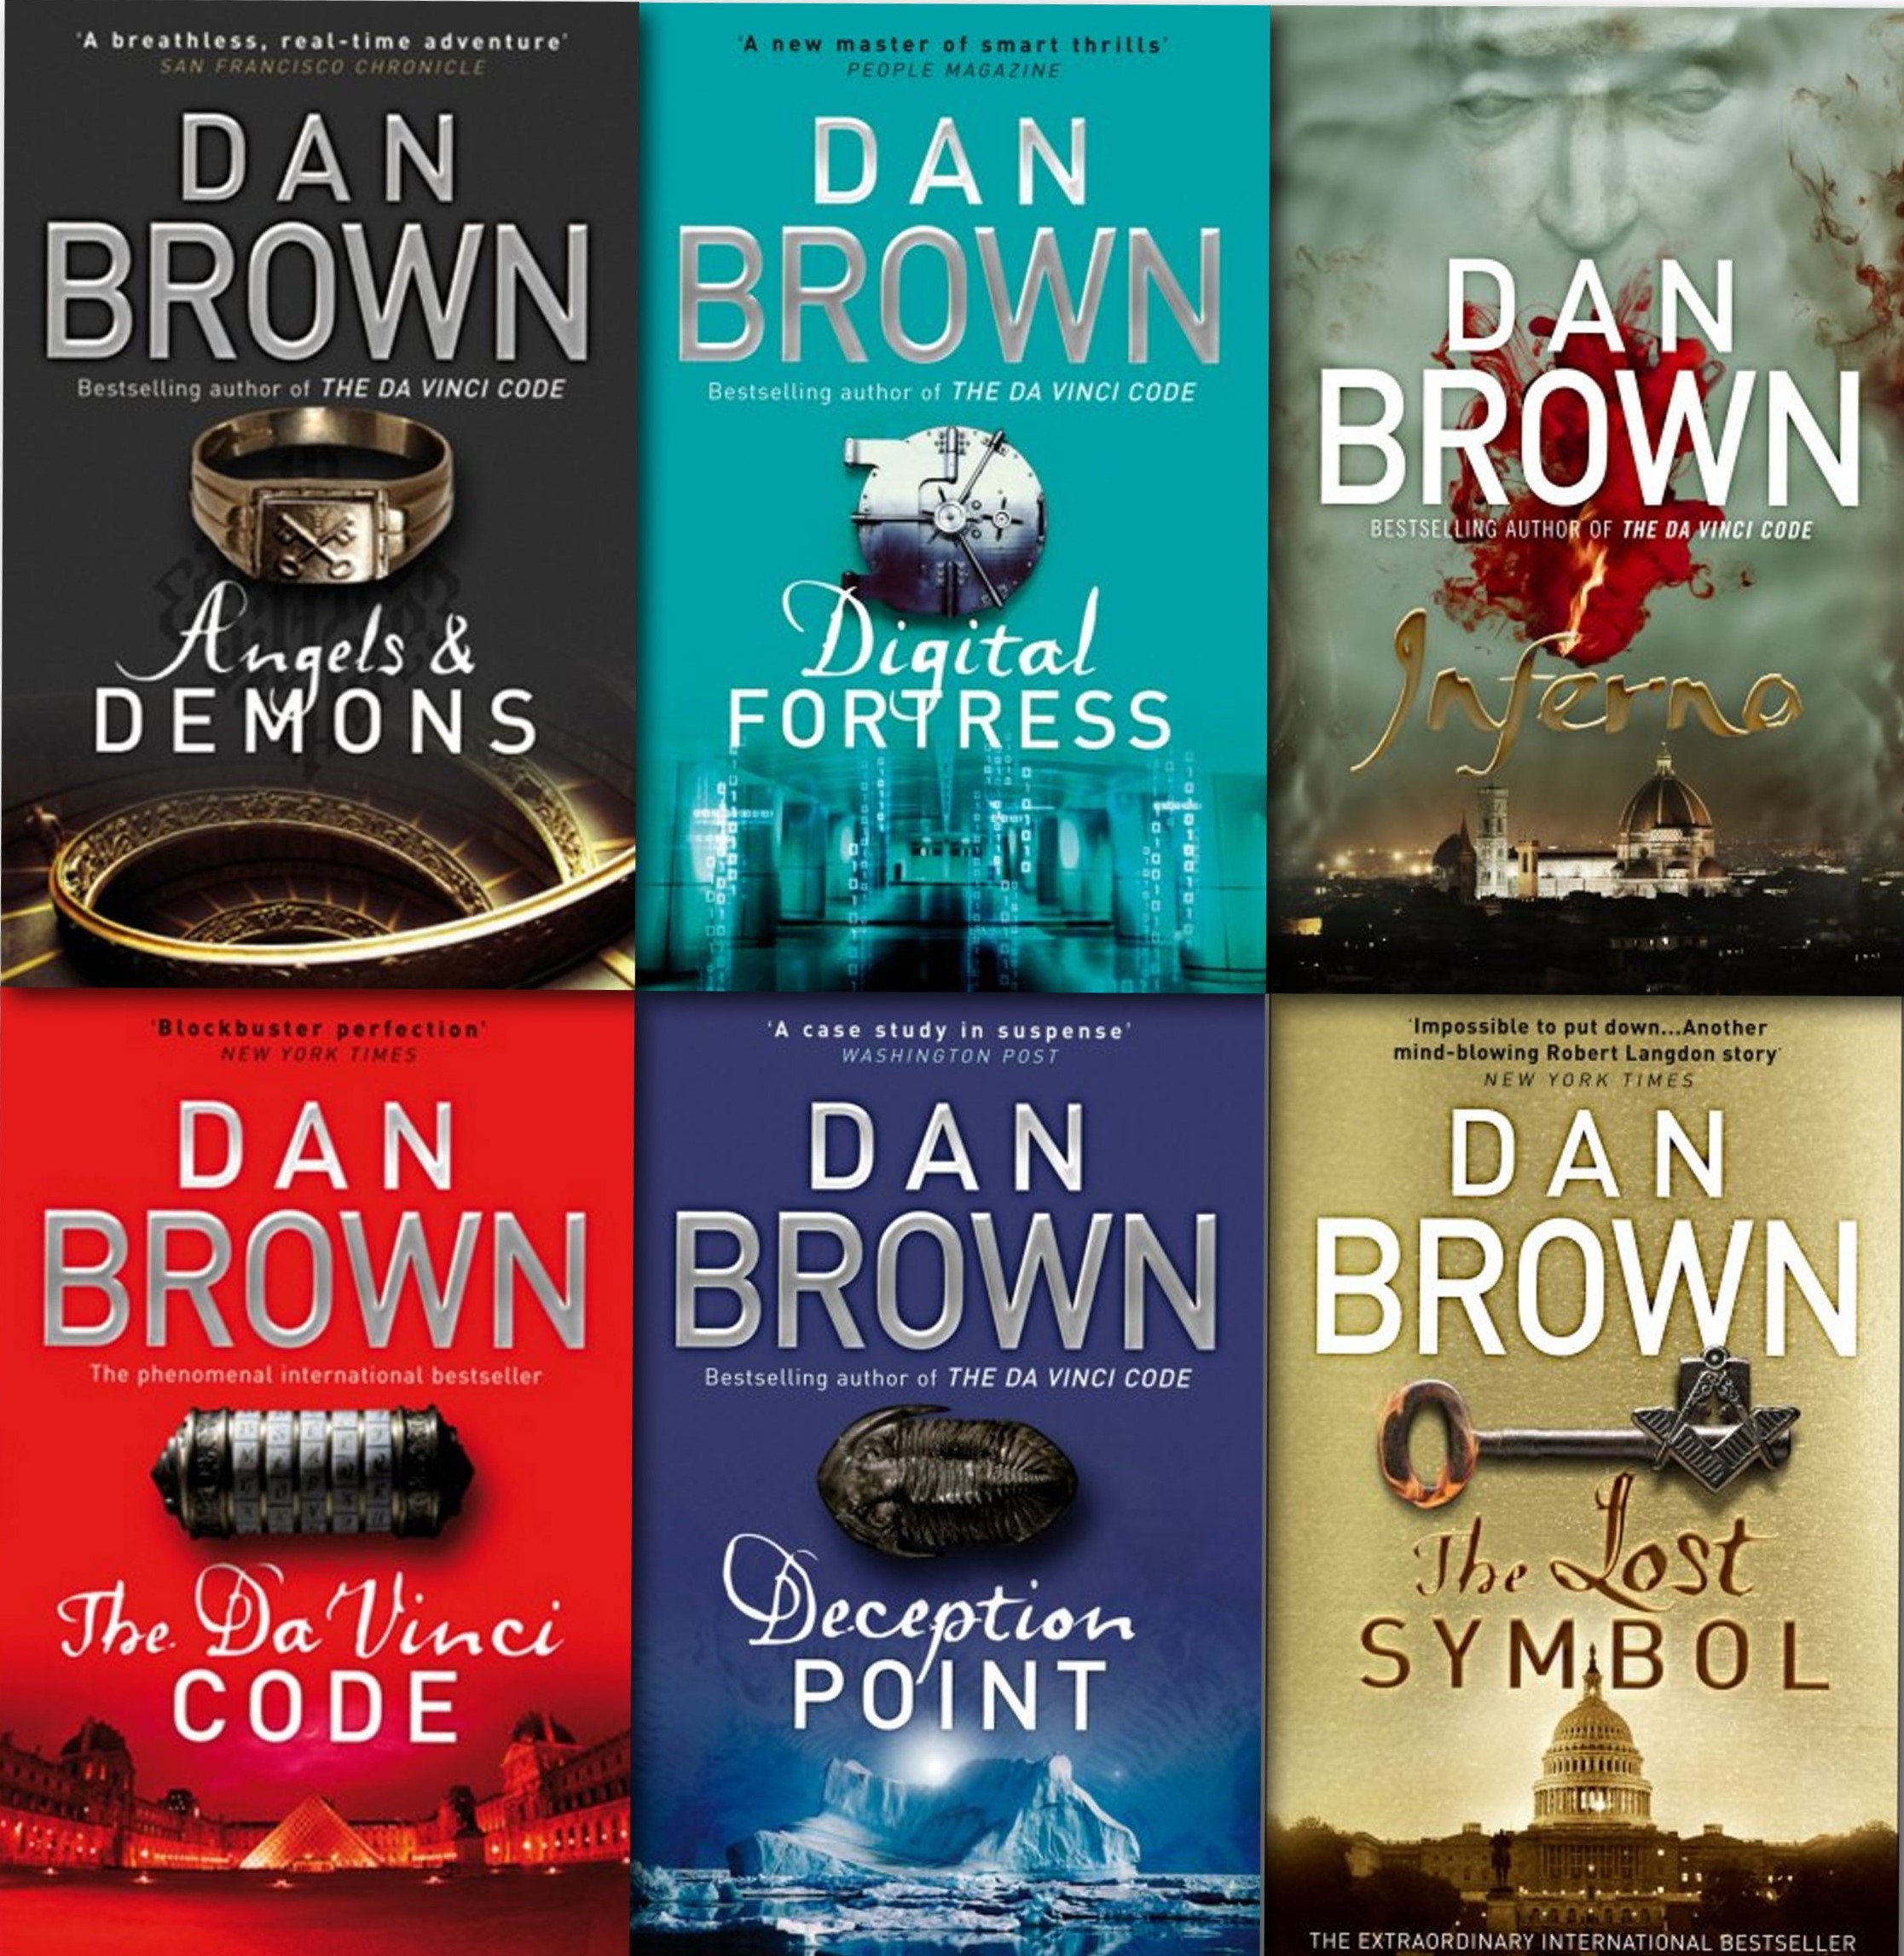 'A breathless, real-time adventure'
SAN FRANCISCO CHRONICLE
DAN
BROWN
Bestselling author of THE DA VINCI CODE
Angels &
DEMONS
'A new master of smart thrills'
PEOPLE MAGAZINE
DAN
BROWN
Bestselling author of THE DA VINCI CODE
Digital
FORTRESS
DAN
BROWN
BESTSELLING AUTHOR OF THE DA VINCI CODE
Inferno
'Blockbuster perfection'
NEW YORK TIMES
DAN
BROWN
The phenomenal international bestseller
The Da Vinci
CODE
'A case study in suspense'
WASHINGTON POST
DAN
BROWN
Bestselling author of THE DA VINCI CODE
Deception
POINT
'Impossible to put down...Another
mind-blowing Robert Langdon story'
NEW YORK TIMES
DAN
BROWN
The Lost
SYMBOL
THE EXTRAORDINARY INTERNATIONAL BESTSELLER